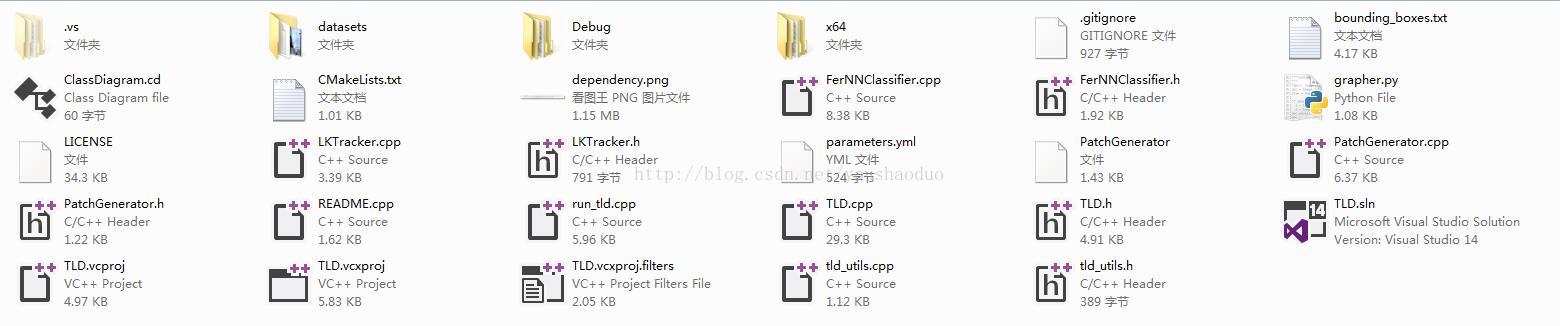 .vs
文件夹
datasets
文件夹
Debug
文件夹
x64
文件夹
.gitignore
GITIGNORE 文件
927 字节
bounding_boxes.txt
文本文档
4.17 KB
ClassDiagram.cd
Class Diagram file
60 字节
CMakeLists.txt
文本文档
1.01 KB
dependency.png
看图王 PNG 图片文件
1.15 MB
FerNNClassifier.cpp
C++ Source
8.38 KB
FerNNClassifier.h
C/C++ Header
1.92 KB
grapher.py
Python File
1.08 KB
LICENSE
文件
34.3 KB
LKTracker.cpp
C++ Source
3.39 KB
LKTracker.h
C/C++ Header
791 字节
parameters.yml
YML 文件
524 字节
PatchGenerator
文件
1.43 KB
PatchGenerator.cpp
C++ Source
6.37 KB
PatchGenerator.h
C/C++ Header
1.22 KB
README.cpp
C++ Source
1.62 KB
run_tld.cpp
C++ Source
5.96 KB
TLD.cpp
C++ Source
29.3 KB
TLD.h
C/C++ Header
4.91 KB
14
TLD.sln
Microsoft Visual Studio Solution
Version: Visual Studio 14
TLD.vcproj
VC++ Project
4.97 KB
TLD.vcxproj
VC++ Project
5.83 KB
TLD.vcxproj.filters
VC++ Project Filters File
2.05 KB
tld_utils.cpp
C++ Source
1.12 KB
tld_utils.h
C/C++ Header
389 字节